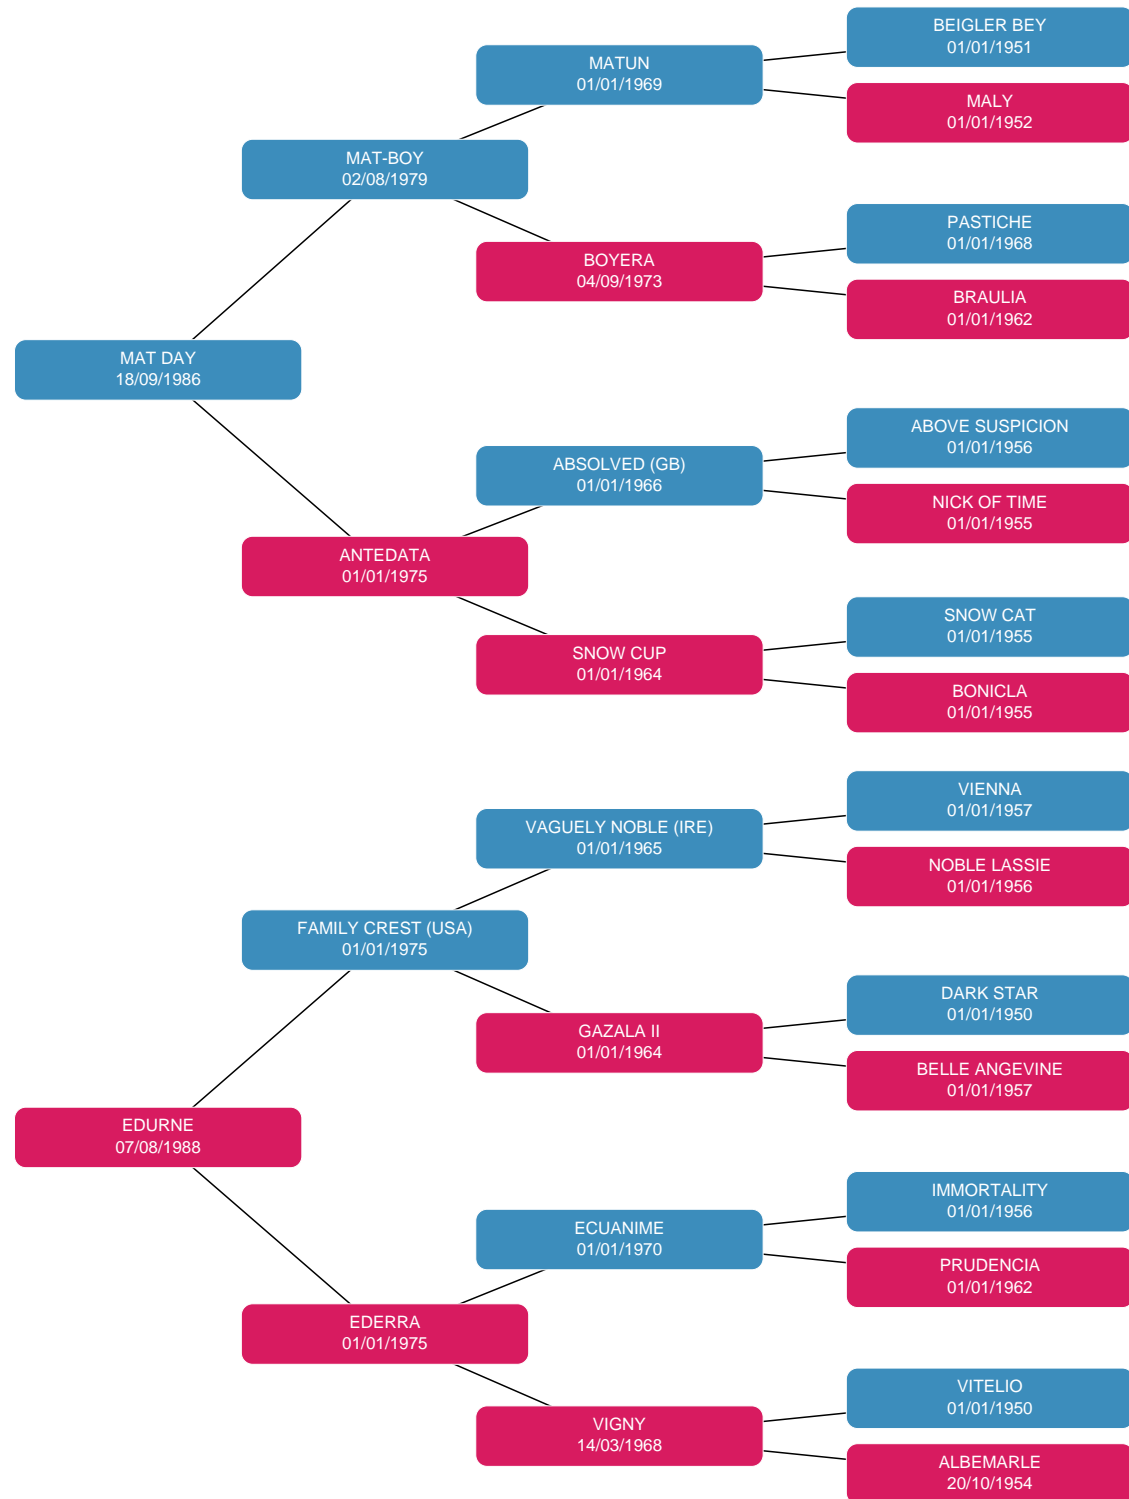 BEIGLER BEY
01/01/1951
MATUN
01/01/1969
MALY
01/01/1952
MAT-BOY
02/08/1979
PASTICHE
01/01/1968
BOYERA
04/09/1973
BRAULIA
01/01/1962
MAT DAY
18/09/1986
ABOVE SUSPICION
01/01/1956
ABSOLVED (GB)
01/01/1966
NICK OF TIME
01/01/1955
ANTEDATA
01/01/1975
SNOW CAT
01/01/1955
SNOW CUP
01/01/1964
BONICLA
01/01/1955
VIENNA
01/01/1957
VAGUELY NOBLE (IRE)
01/01/1965
NOBLE LASSIE
01/01/1956
FAMILY CREST (USA)
01/01/1975
DARK STAR
01/01/1950
GAZALA II
01/01/1964
BELLE ANGEVINE
01/01/1957
EDURNE
07/08/1988
IMMORTALITY
01/01/1956
ECUANIME
01/01/1970
PRUDENCIA
01/01/1962
EDERRA
01/01/1975
VITELIO
01/01/1950
VIGNY
14/03/1968
ALBEMARLE
20/10/1954